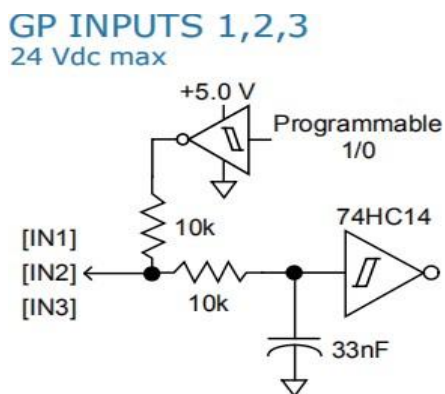 GP INPUTS 1,2,3
24 Vdc max
+5.0 V
Programmable
1/0
10k
74HC14
[IN1]
[IN2]
[IN3]
10k
33nF